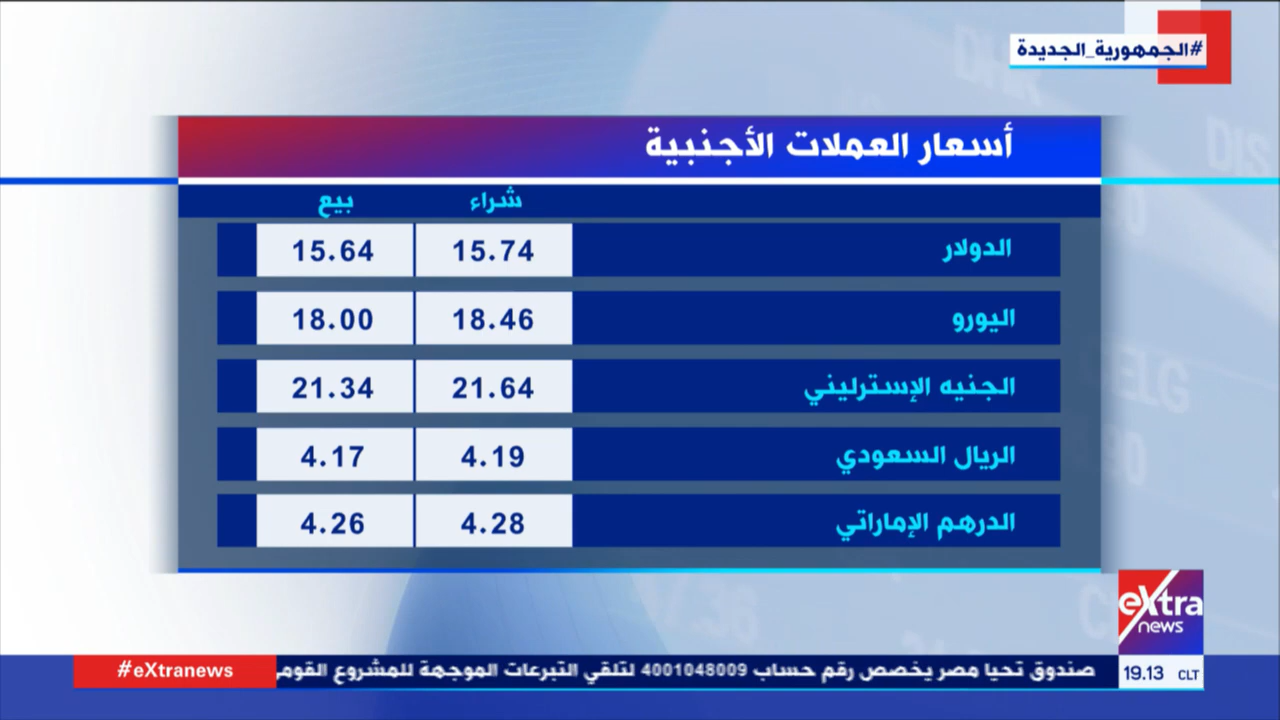 #الجمهورية_الجديدة
أسعار العملات الأجنبية
شراء بيع
الدولار 15.74 15.64
اليورو 18.46 18.00
الجنيه الإسترليني 21.64 21.34
الريال السعودي 4.19 4.17
الدرهم الإماراتي 4.28 4.26
eXtra
news
صندوق تحيا مصر يخصص رقم حساب 4001048009 لتلقي التبرعات الموجهة للمشروع القومي
#eXtranews
19.13 CLT